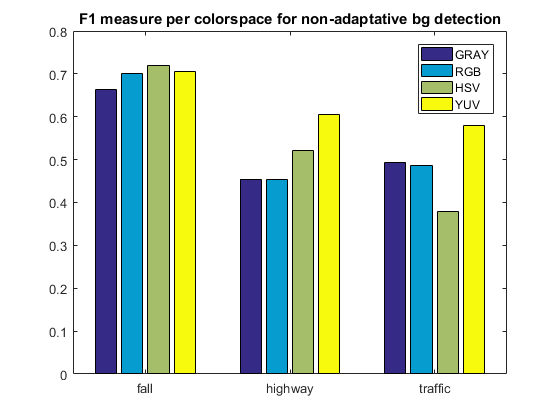 F1 measure per colorspace for non-adaptative bg detection
GRAY
RGB
HSV
YUV
0.8
0.7
0.6
0.5
0.4
0.3
0.2
0.1
0
fall highway traffic